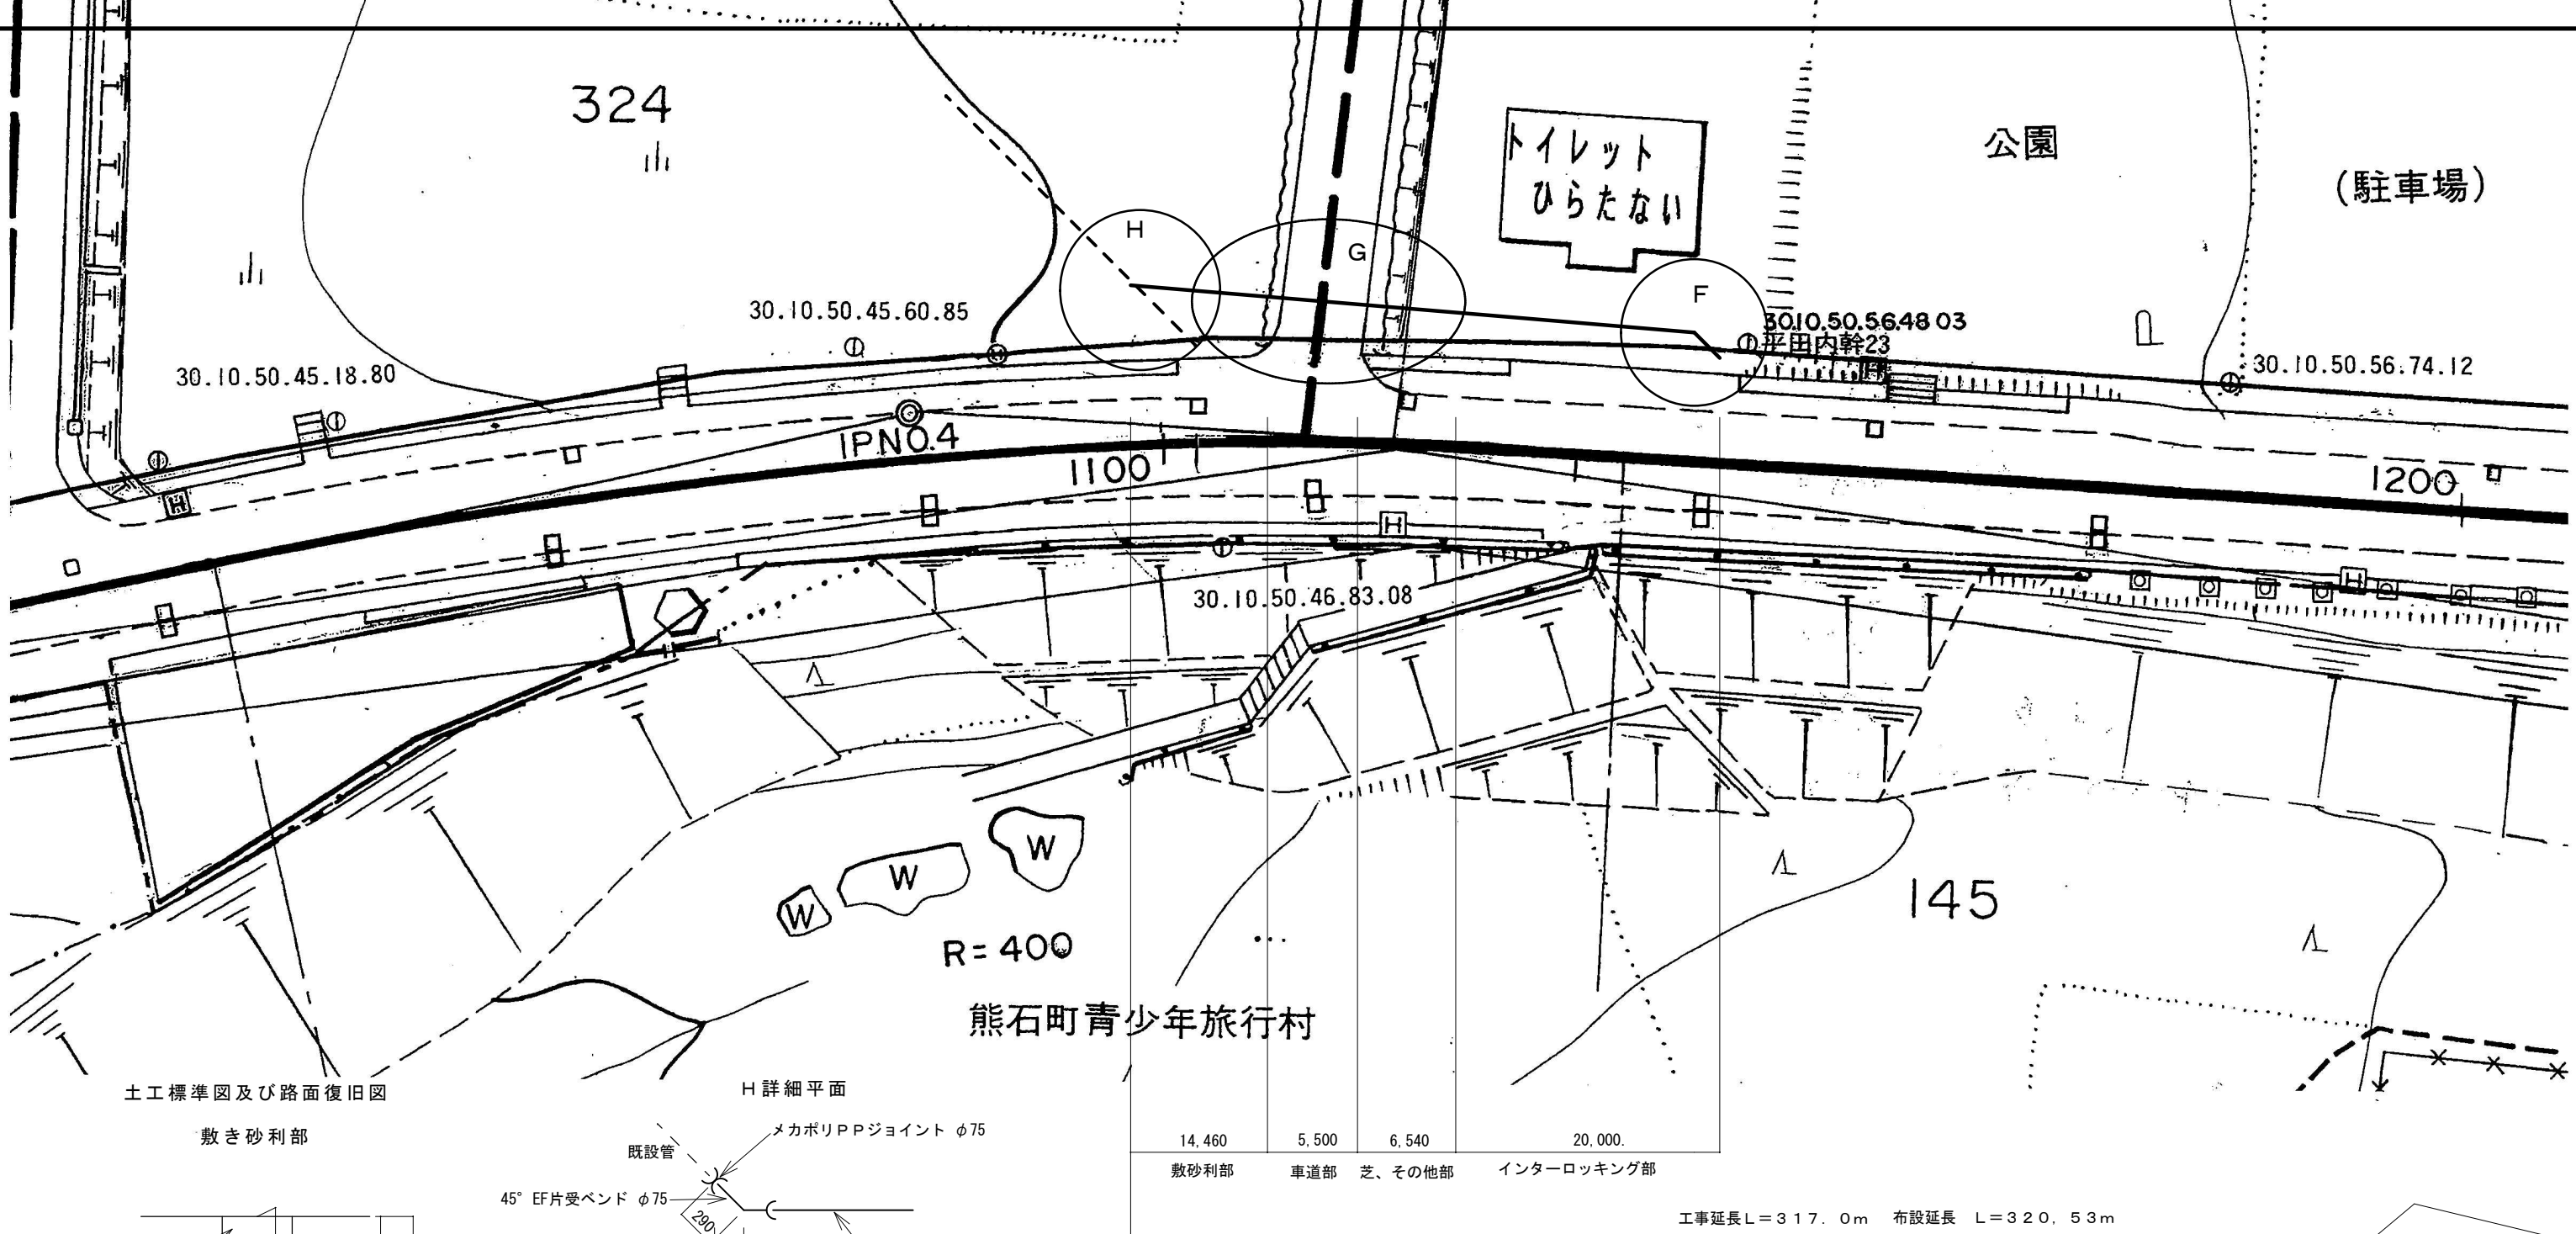 324
トイレット
ひらたない
公園
(駐車場)
H
G
F
30.10.50.45.60.85
30.10.50.45.18.80
30.10.50.56.48 03
平田内幹23
30.10.50.56.74.12
H
H
H
IPNO.4
1100
1200
H
H
30.10.50.46.83.08
W
W
W
R=400
145
熊石町青少年旅行村
土工標準図及び路面復旧図
敷き砂利部
H詳細平面
メカポリPPジョイント φ75
既設管
45° EF片受ベンド φ75
290
14,460
5,500
6,540
20,000.
敷砂利部
車道部
芝、その他部
インターロッキング部
工事延長L=317. 0m 布設延長 L=320, 53m